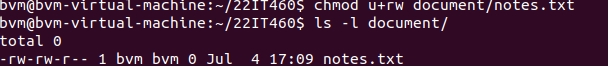 bvm@bvm-virtual-machine:~/22IT460$ chmod u+rw document/notes.txt
bvm@bvm-virtual-machine:~/22IT460$ ls -l document/
total 0
-rw-rw-r-- 1 bvm bvm 0 Jul  4 17:09 notes.txt